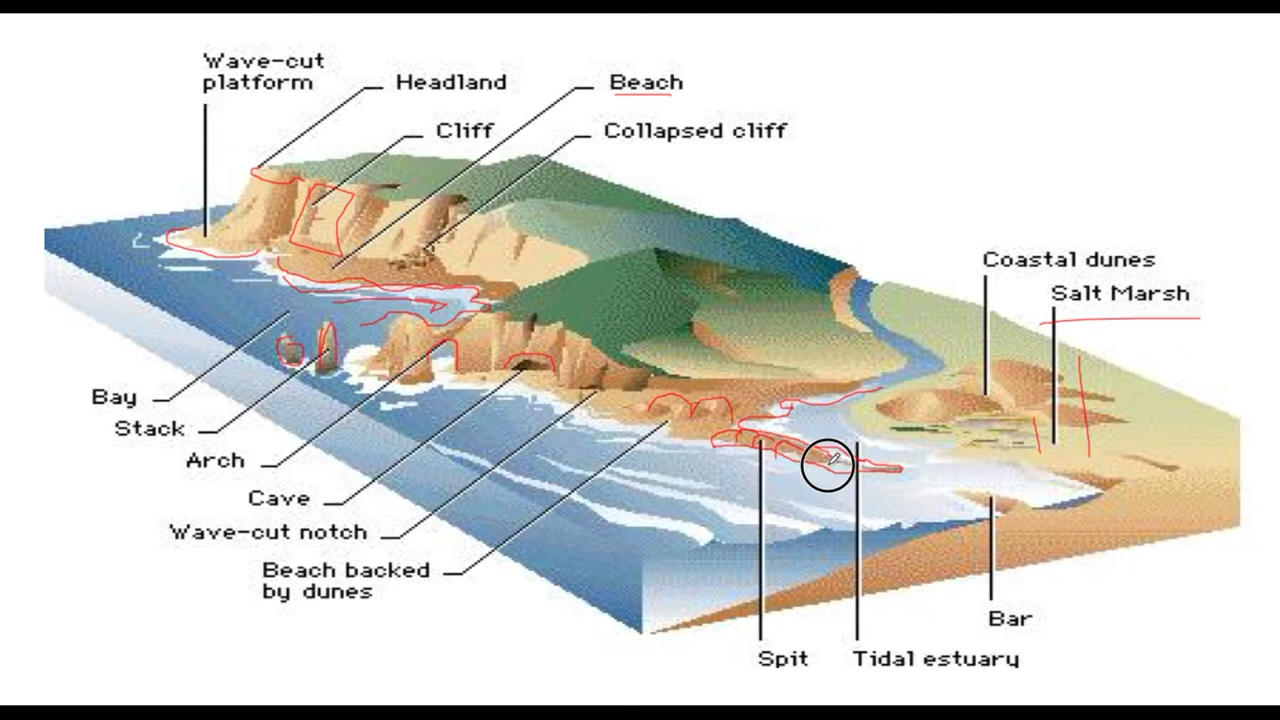 Wave-cut
platform
Headland
Beach
Cliff
Collapsed cliff
Coastal dunes
Salt Marsh
Bay
Stack
Arch
Cave
Wave-cut notch
Beach backed
by dunes
Bar
Spit
Tidal estuary